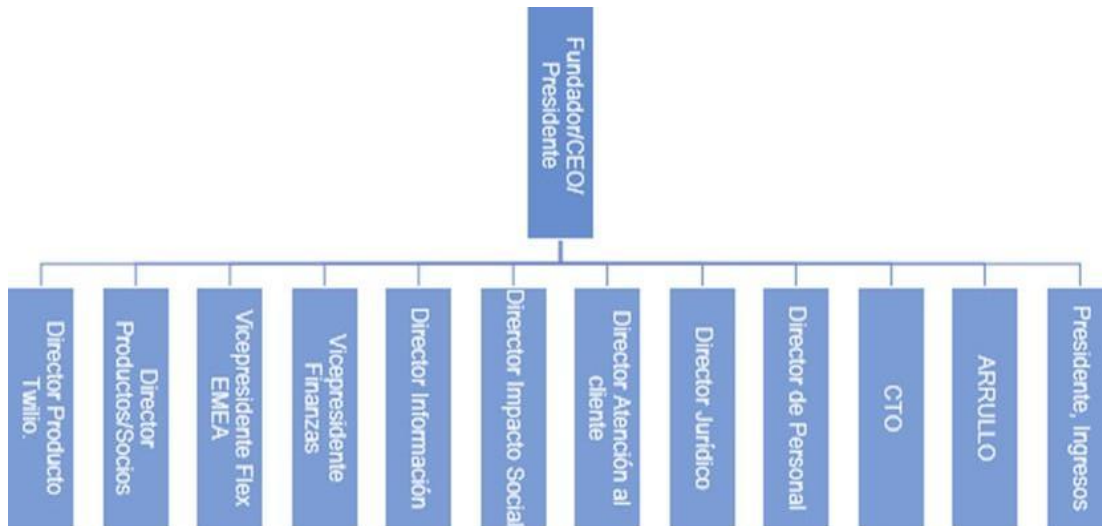 Fundador/CEO/
Presidente
Director Producto
Twilio.
Director
Productos/Socios
Vicepresidente Flex
EMEA
Vicepresidente
Finanzas
Director Información
Director Impacto Social
Director Atención al
cliente
Director Jurídico
Director de Personal
CTO
ARRULLO
Presidente, Ingresos